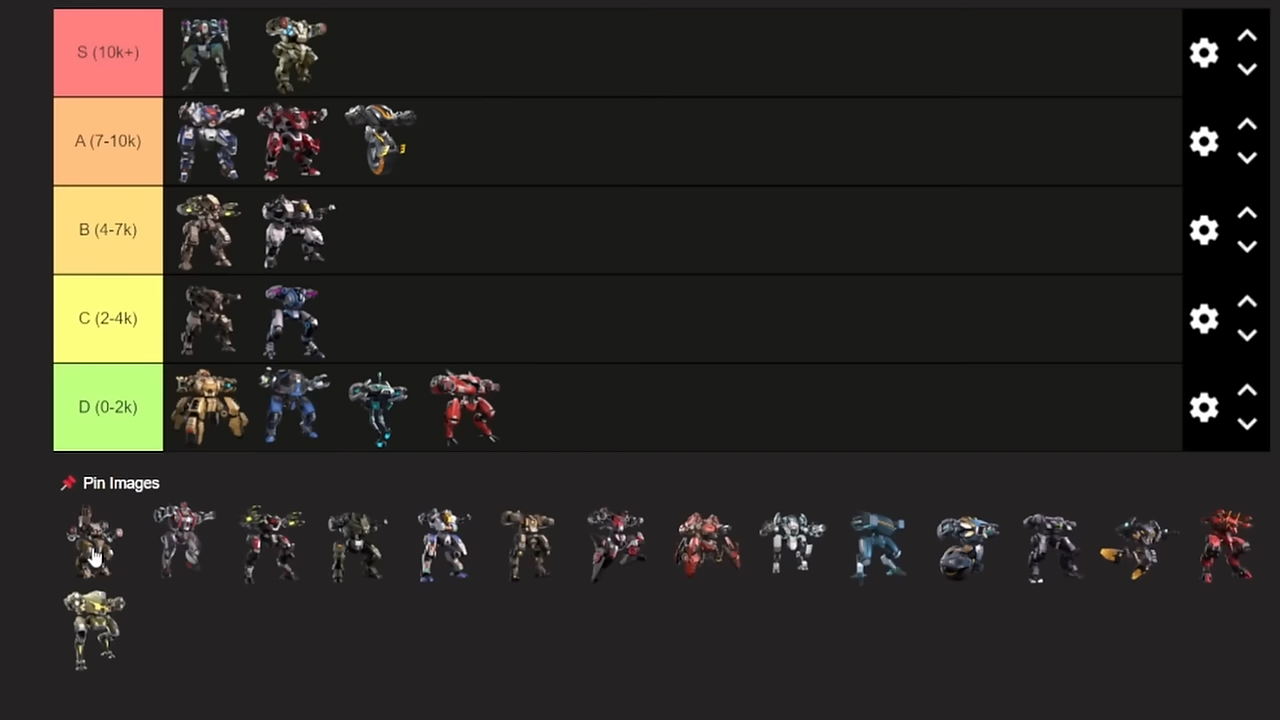 S (10k+)
A (7-10k)
B (4-7k)
C (2-4k)
D (0-2k)
Pin Images